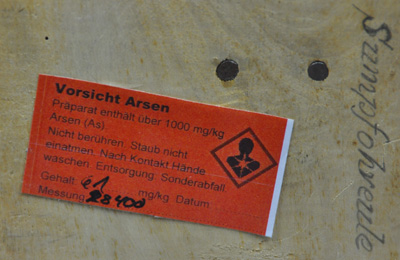 Vorsicht Arsen
Präparat enthält über 1000 mg/kg
Arsen (As)
Nicht berühren. Staub nicht
einatmen. Nach Kontakt Hände
waschen. Entsorgung: Sonderabfall
Gehalt mg/kg Datum
Messung 28400
Sumpfohreule